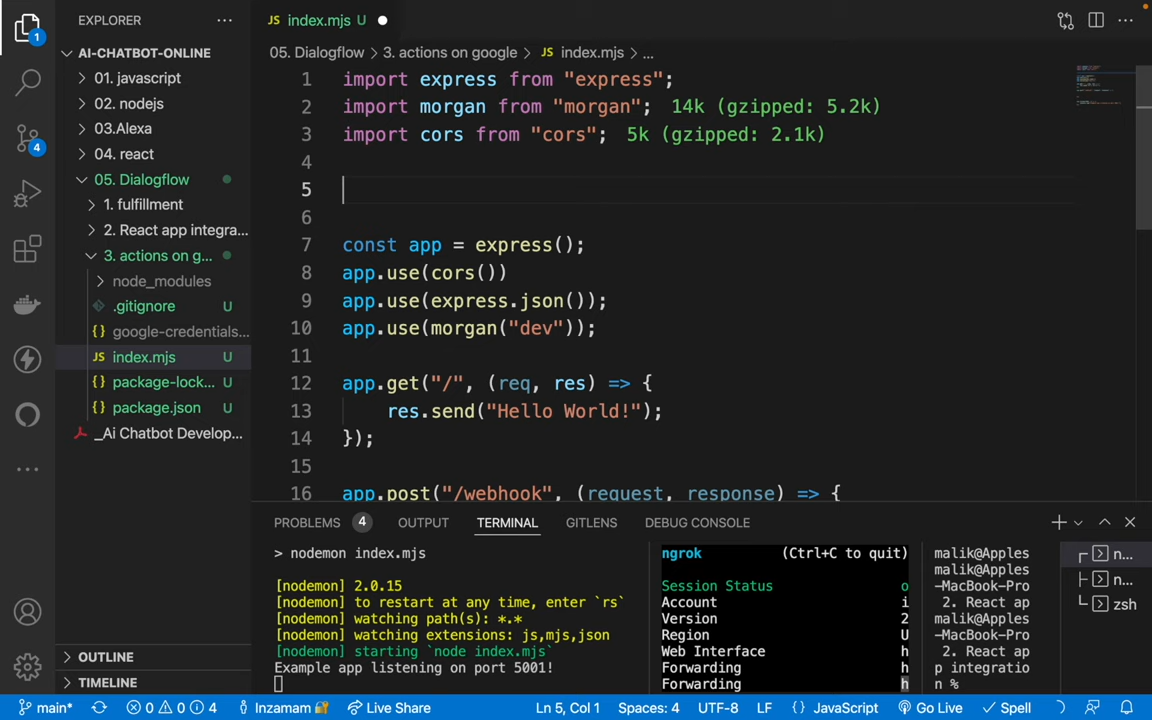 EXPLORER
AI-CHATBOT-ONLINE
01. javascript
02. nodejs
03.Alexa
04. react
05. Dialogflow
1. fulfillment
2. React app integra...
3. actions on g...
node_modules
.gitignore U
google-credentials...
JS index.mjs U
package-lock... U
package.json U
_Ai Chatbot Develop...
OUTLINE
TIMELINE
1
4
JS index.mjs U
05. Dialogflow > 3. actions on google > JS index.mjs > ...
1 import express from "express";
2 import morgan from "morgan"; 14k (gzipped: 5.2k)
3 import cors from "cors"; 5k (gzipped: 2.1k)
4
5
6
7 const app = express();
8 app.use(cors())
9 app.use(express.json());
10 app.use(morgan("dev"));
11
12 app.get("/", (req, res) => {
13 res.send("Hello World!");
14 });
15
16 app.post("/webhook", (request, response) => {
PROBLEMS 4 OUTPUT TERMINAL GITLENS DEBUG CONSOLE
> nodemon index.mjs
[nodemon] 2.0.15
[nodemon] to restart at any time, enter `rs`
[nodemon] watching path(s): *.*
[nodemon] watching extensions: js,mjs,json
[nodemon] starting `node index.mjs`
Example app listening on port 5001!
ngrok (Ctrl+C to quit)
Session Status o
Account i
Version 2
Region U
Web Interface h
Forwarding h
Forwarding h
malik@Apples
-MacBook-Pro
2. React ap
malik@Apples
-MacBook-Pro
2. React ap
p integratio
n %
n...
n...
zsh
main* 0 0 4 Inzamam Live Share Ln 5, Col 1 Spaces: 4 UTF-8 LF {} JavaScript Go Live Spell